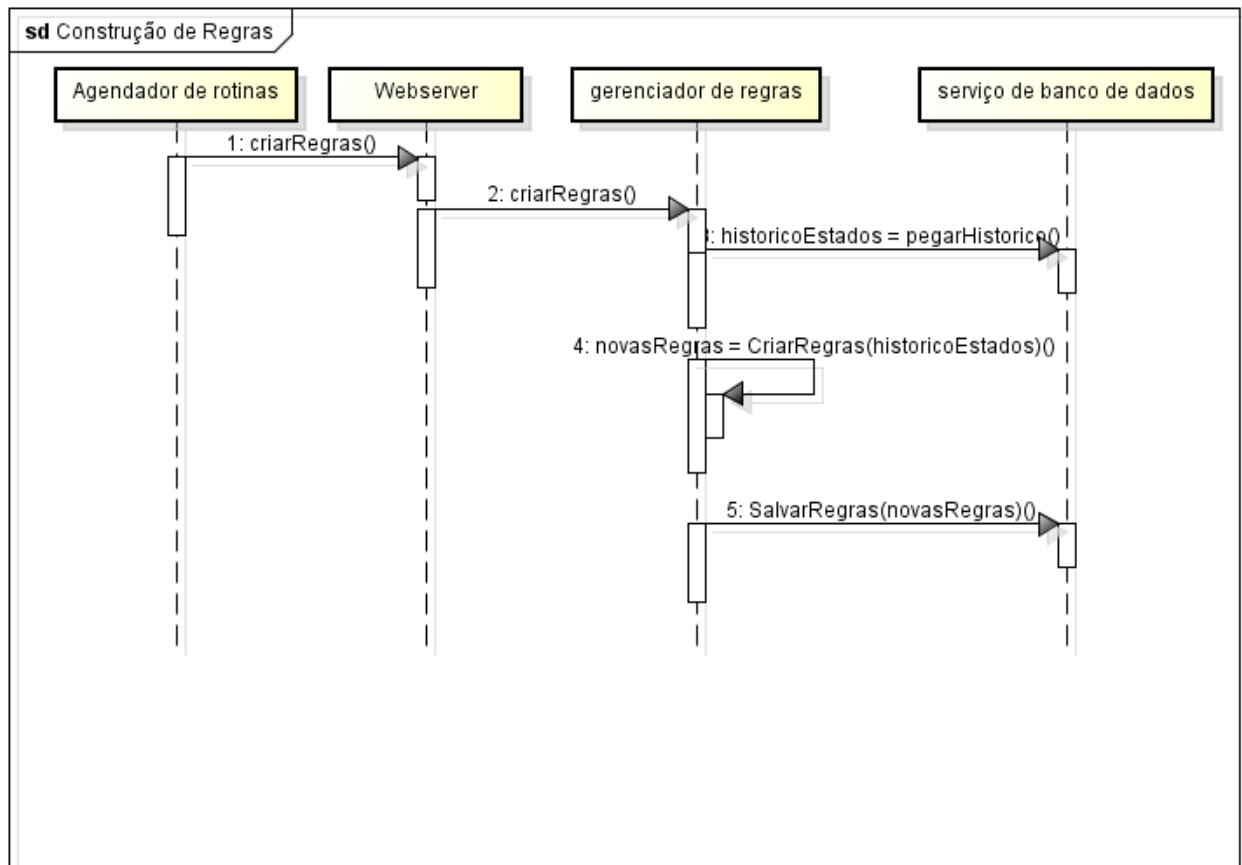 sd Construção de Regras
Agendador de rotinas
Webserver
gerenciador de regras
serviço de banco de dados
1: criarRegras()
2: criarRegras()
3: historicoEstados = pegarHistorico()
4: novasRegras = CriarRegras(historicoEstados)()
5: SalvarRegras(novasRegras)()